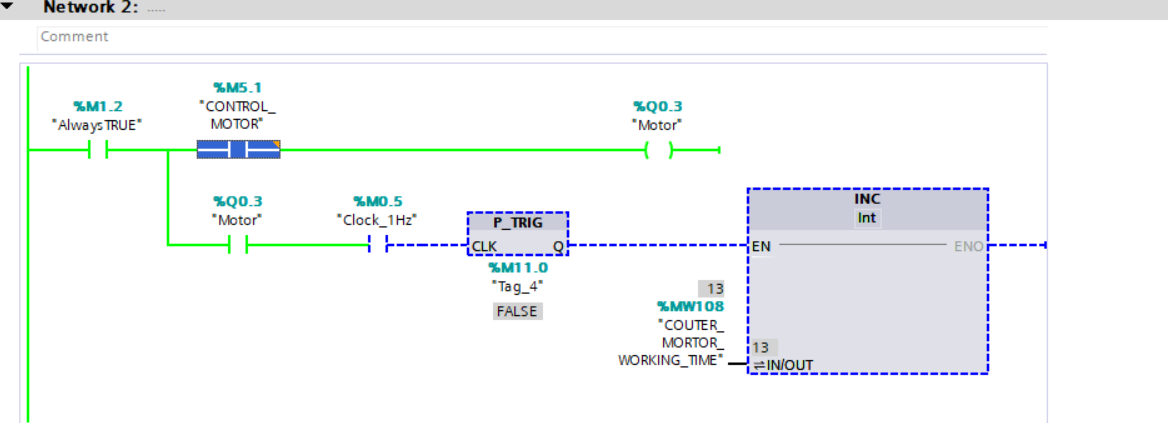 Network 2: .....
Comment
%M1.2
"AlwaysTRUE"
%M5.1
"CONTROL_
MOTOR"
%Q0.3
"Motor"
%Q0.3
"Motor"
%M0.5
"Clock_1Hz"
P_TRIG
CLK Q
%M11.0
"Tag_4"
FALSE
INC
Int
EN ENO
13
%MW108
"COUTER_
MORTOR_
WORKING_TIME"
13
IN/OUT